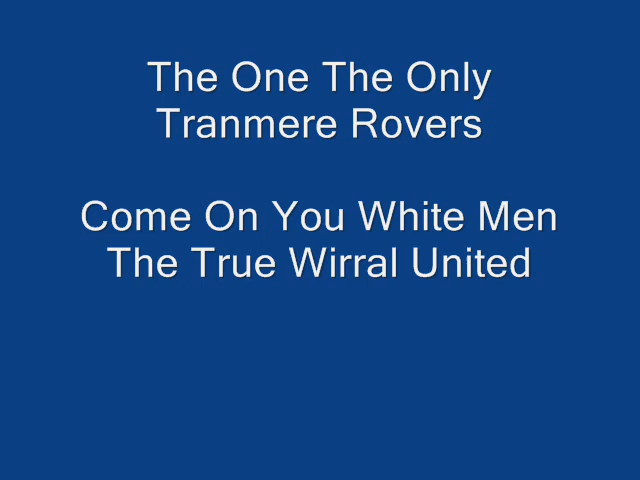 The One The Only
Tranmere Rovers
Come On You White Men
The True Wirral United